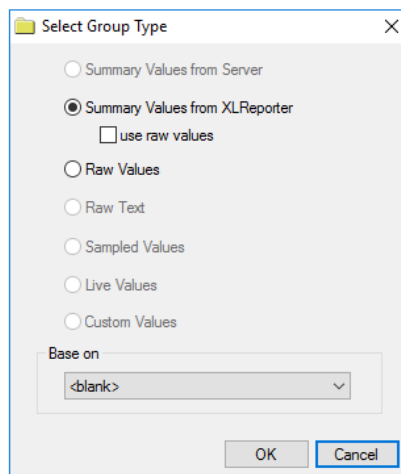 Select Group Type
Summary Values from Server
Summary Values from XLReporter
use raw values
Raw Values
Raw Text
Sampled Values
Live Values
Custom Values
Base on
<blank>
OK Cancel